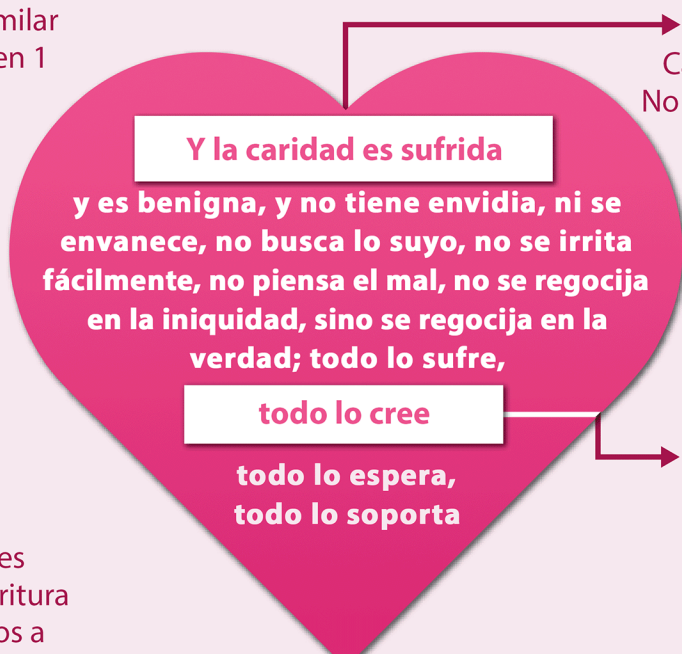 milar
en 1
No
Y la caridad es sufrida
y es benigna, y no tiene envidia, ni se
envanece, no busca lo suyo, no se irrita
fácilmente, no piensa el mal, no se regocija
en la iniquidad, sino se regocija en la
verdad; todo lo sufre,
todo lo cree
todo lo espera,
todo lo soporta
es
ritura
os a